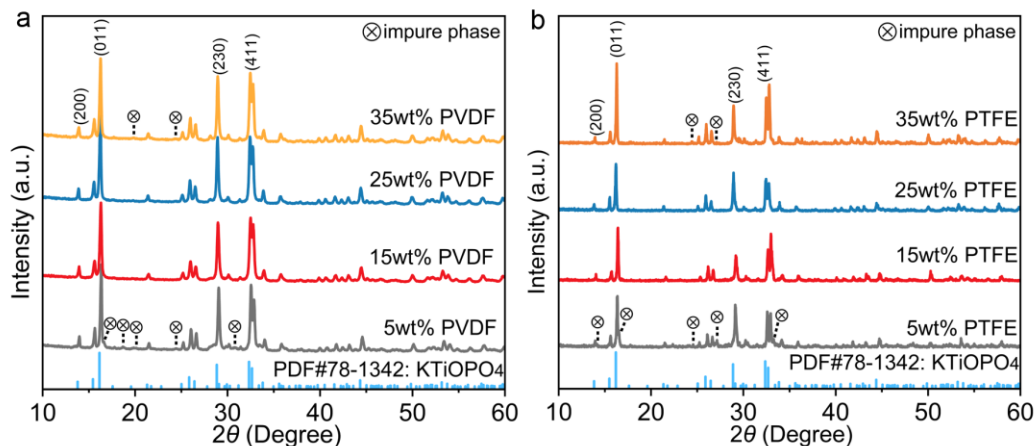 a
⊗impure phase
(200)
(011)
(230)
(411)
35wt% PVDF
25wt% PVDF
15wt% PVDF
5wt% PVDF
PDF#78-1342: KTiOPO₄
Intensity (a.u.)
10 20 30 40 50 60
2θ (Degree)
b
⊗impure phase
(200)
(011)
(230)
(411)
35wt% PTFE
25wt% PTFE
15wt% PTFE
5wt% PTFE
PDF#78-1342: KTiOPO₄
Intensity (a.u.)
10 20 30 40 50 60
2θ (Degree)